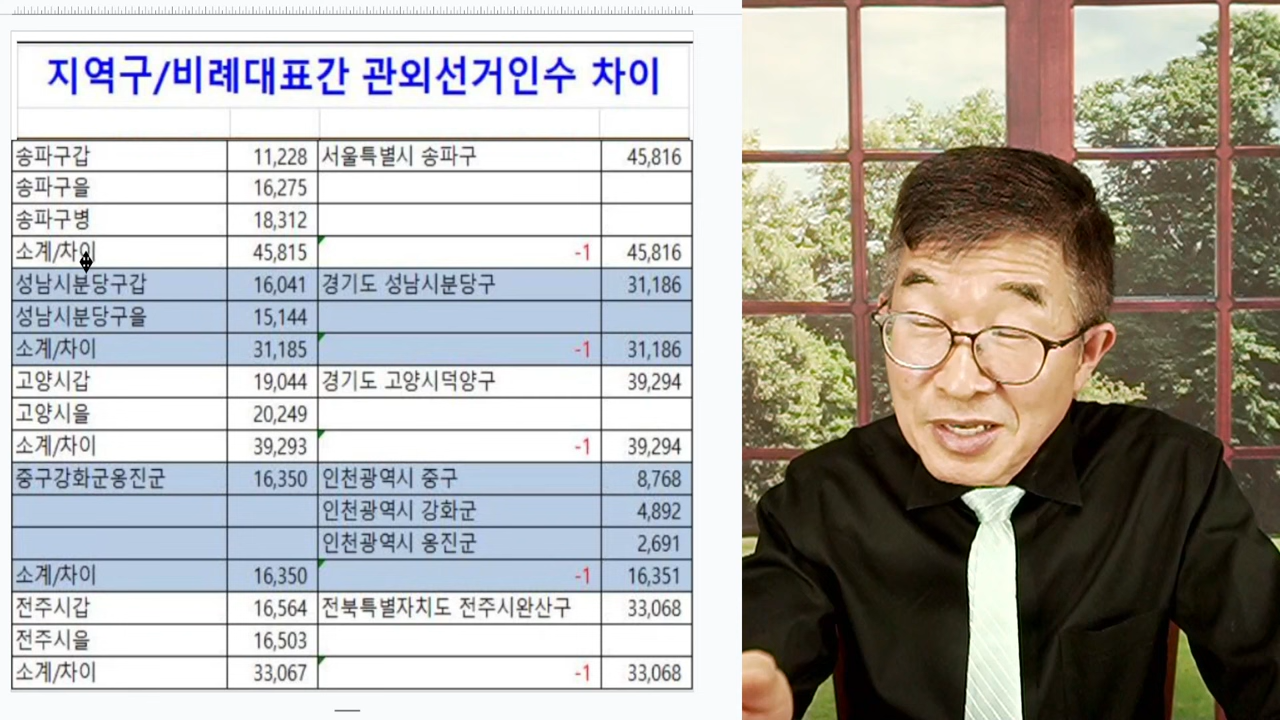 지역구/비례대표간 관외선거인수 차이
송파구갑 11,228 서울특별시 송파구 45,816
송파구을 16,275
송파구병 18,312
소계/차이 45,815 -1 45,816
성남시분당구갑 16,041 경기도 성남시분당구 31,186
성남시분당구을 15,144
소계/차이 31,185 -1 31,186
고양시갑 19,044 경기도 고양시덕양구 39,294
고양시을 20,249
소계/차이 39,293 -1 39,294
중구강화군옹진군 16,350 인천광역시 중구 8,768
인천광역시 강화군 4,892
인천광역시 옹진군 2,691
소계/차이 16,350 -1 16,351
전주시갑 16,564 전북특별자치도 전주시완산구 33,068
전주시을 16,503
소계/차이 33,067 -1 33,068